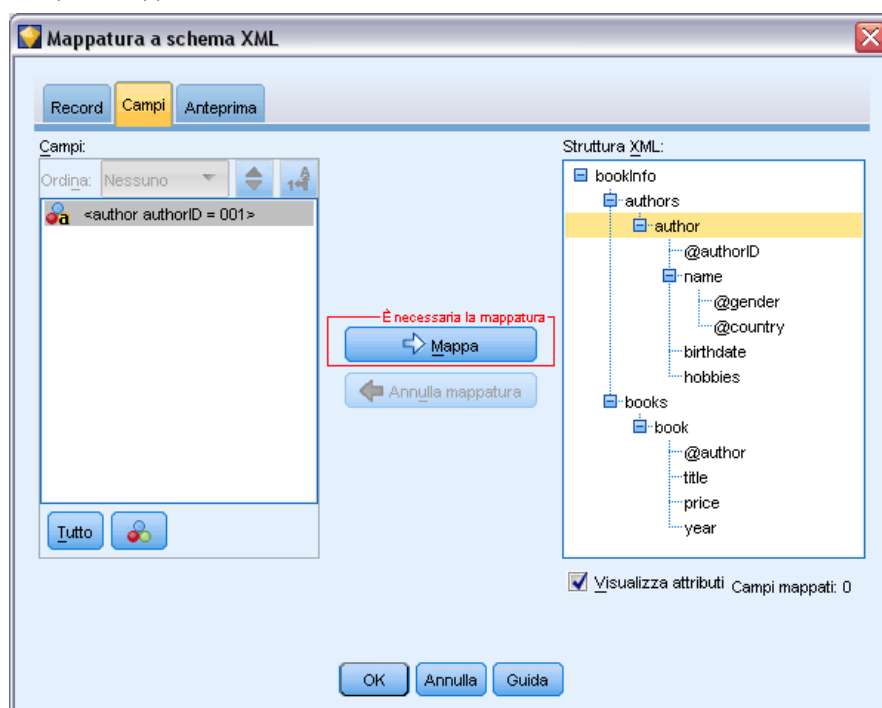 Mappatura a schema XML
Record Campi Anteprima
Campi:
Ordina: Nessuno
<author authorID = 001>
Tutto
È necessaria la mappatura
Mappa
Annulla mappatura
Struttura XML:
bookInfo
authors
author
@authorID
name
@gender
@country
birthdate
hobbies
books
book
@author
title
price
year
Visualizza attributi Campi mappati: 0
OK Annulla Guida